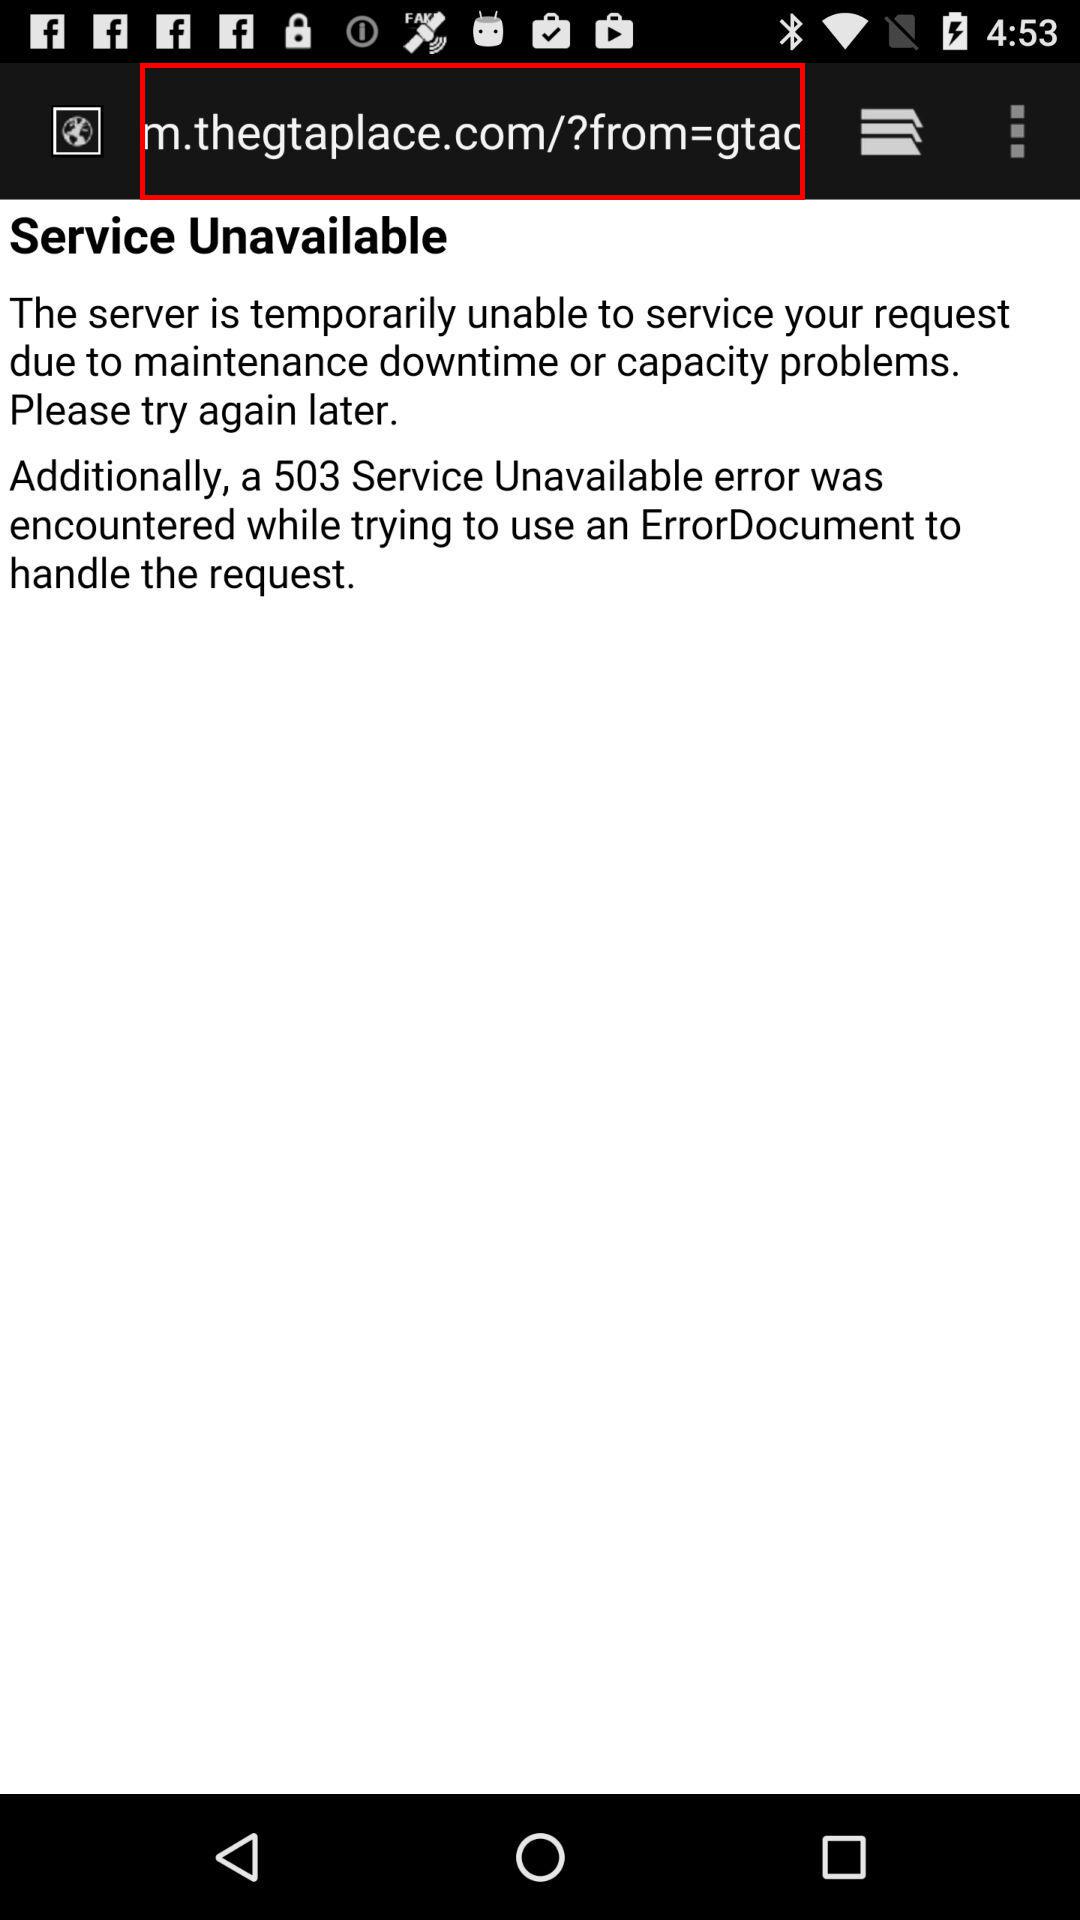 FAKE
4:53
m.thegtaplace.com/?from=gtac
Service Unavailable
The server is temporarily unable to service your request
due to maintenance downtime or capacity problems.
Please try again later.
Additionally, a 503 Service Unavailable error was
encountered while trying to use an ErrorDocument to
handle the request.